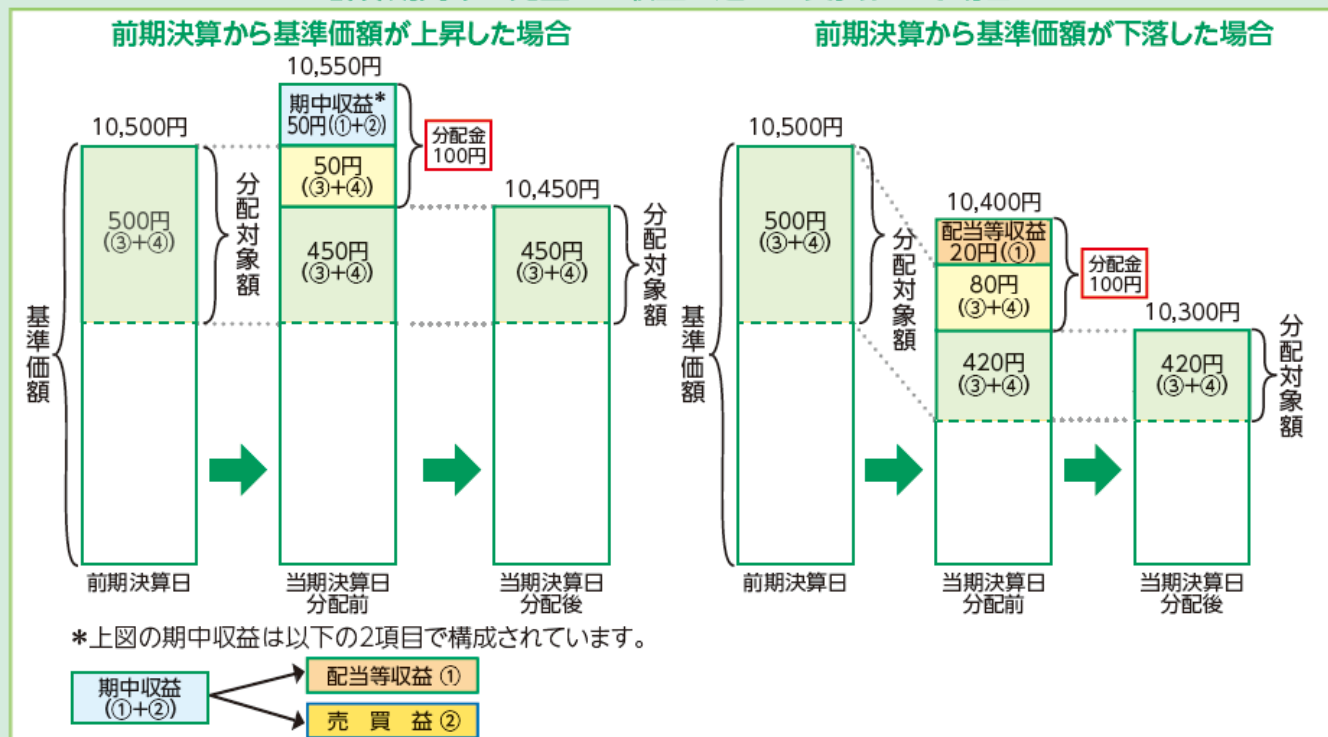 前期決算から基準価額が上昇した場合
10,500円
500円
(③+④)
分配対象額
基準価額
10,550円
期中収益*
50円(①+②)
50円
(③+④)
450円
(③+④)
分配金
100円
10,450円
450円
(③+④)
分配対象額
前期決算日
当期決算日
分配前
当期決算日
分配後
前期決算から基準価額が下落した場合
10,500円
500円
(③+④)
分配対象額
基準価額
10,400円
配当等収益
20円(①)
80円
(③+④)
420円
(③+④)
分配金
100円
10,300円
420円
(③+④)
分配対象額
前期決算日
当期決算日
分配前
当期決算日
分配後
*上図の期中収益は以下の2項目で構成されています。
期中収益
(①+②)
配当等収益 ①
売 買 益 ②